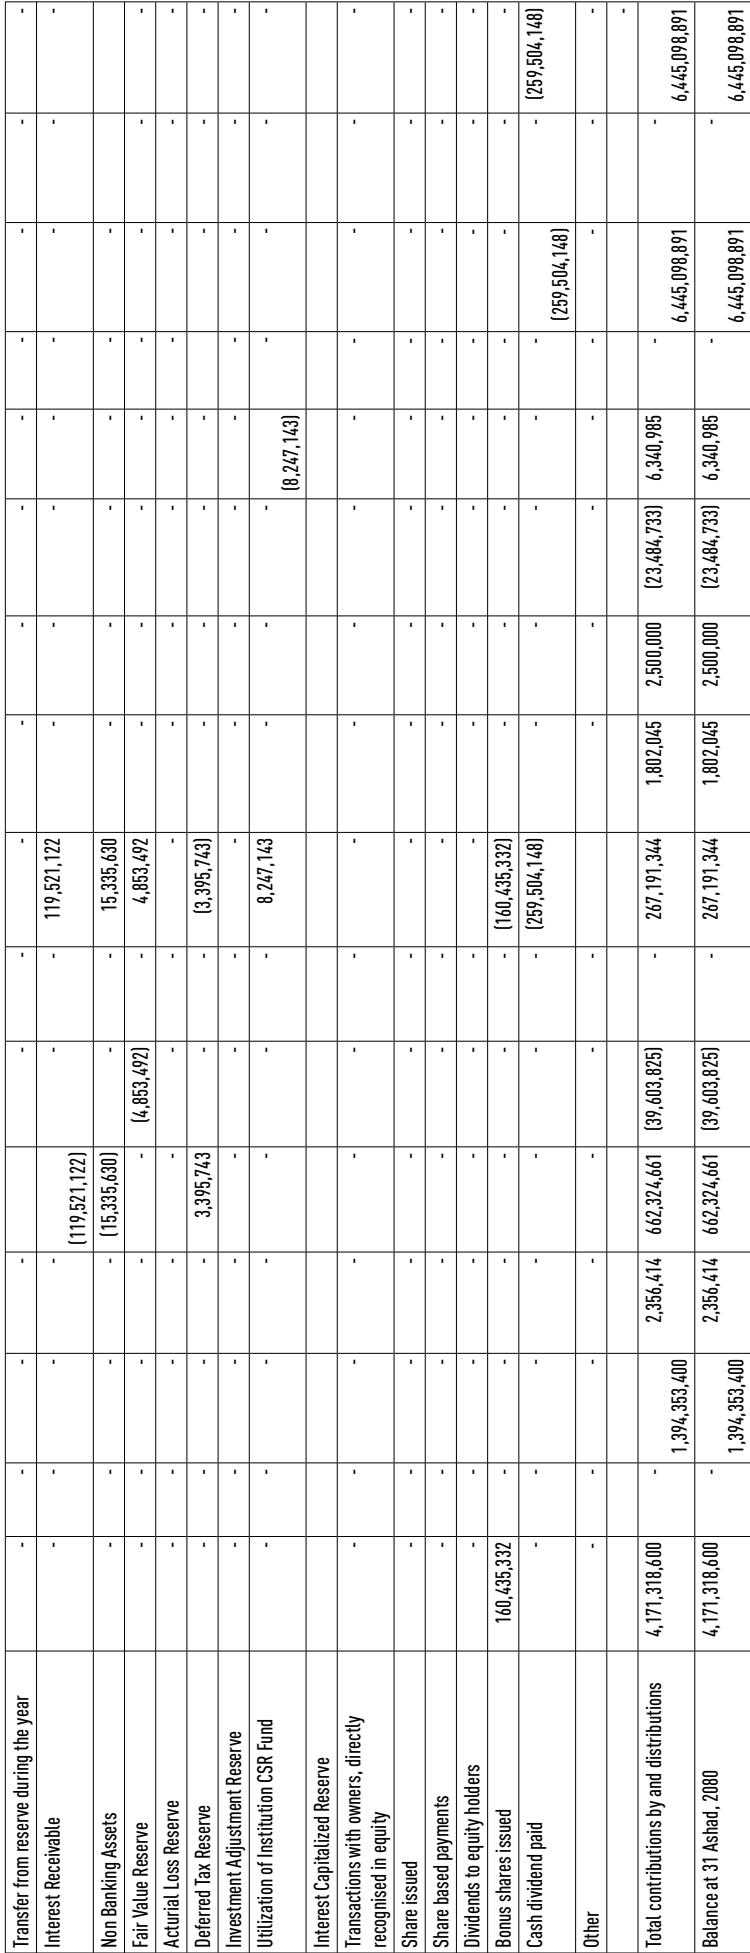 Transfer from reserve during the year - - - - - - - - - - - - - - -
Interest Receivable - - - - (119,521,122) - - 119,521,122 - - - - - - - -
Non Banking Assets - - - - (15,335,630) - - 15,335,630 - - - - -
Fair Value Reserve - - - - - (4,853,492) - 4,853,492 - - - - - - - -
Acturial Loss Reserve - - - - - - - - - - - - - - - -
Deferred Tax Reserve - - - - 3,395,743 - - (3,395,743) - - - - - - -
Investment Adjustment Reserve - - - - - - - - - - - - - - - -
Utilization of Institution CSR Fund - - - - - - - 8,247,143 - - - (8,247,143) - - - -
Interest Capitalized Reserve
Transactions with owners, directly
recognised in equity - - - - - - - - - - - - - - -
Share issued - - - - - - - - - - - - - - -
Share based payments - - - - - - - - - - - - - - -
Dividends to equity holders - - - - - - - - - - - - - - -
Bonus shares issued 160,435,332 - - - - - - (160,435,332) - - - - - - - -
Cash dividend paid - - - - - - - (259,504,148) - - - - - (259,504,148) - (259,504,148)
Other - - - - - - - - - - - - - - -
-
Total contributions by and distributions 4,171,318,600 - 1,394,353,400 2,356,414 662,324,661 (39,603,825) - 267,191,344 1,802,045 2,500,000 (23,484,733) 6,340,985 - 6,445,098,891 - 6,445,098,891
Balance at 31 Ashad, 2080 4,171,318,600 - 1,394,353,400 2,356,414 662,324,661 (39,603,825) - 267,191,344 1,802,045 2,500,000 (23,484,733) 6,340,985 - 6,445,098,891 - 6,445,098,891